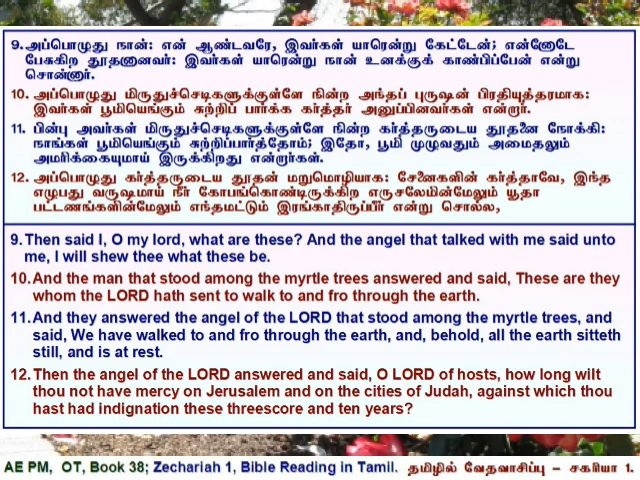 9. அப்பொழுது நான்: என் ஆண்டவரே, இவர்கள் யாரென்று கேட்டேன்; என்னோடே
பேசுகிற தூதனானவர்: இவர்கள் யாரென்று நான் உனக்குக் காண்பிப்பேன் என்று
சொன்னார்.
10. அப்பொழுது மிருதுச்செடிகளுக்குள்ளே நின்ற அந்தப் புருஷன் பிரதியுத்தரமாக:
இவர்கள் பூமியெங்கும் சுற்றிப் பார்க்க கர்த்தர் அனுப்பினவர்கள் என்றார்.
11. பின்பு அவர்கள் மிருதுச்செடிகளுக்குள்ளே நின்ற கர்த்தருடைய தூதனை நோக்கி:
நாங்கள் பூமியெங்கும் சுற்றிப்பார்த்தோம்; இதோ, பூமி முழுவதும் அமைதலும்
அமரிக்கையுமாய் இருக்கிறது என்றார்கள்.
12. அப்பொழுது கர்த்தருடைய தூதன் மறுமொழியாக: சேனைகளின் கர்த்தாவே, இந்த
எழுபது வருஷமாய் நீர் கோபங்கொண்டிருக்கிற எருசலேமின்மேலும் யூதா
பட்டணங்களின்மேலும் எந்தமட்டும் இரங்காதிருப்பீர் என்று சொல்ல,
9. Then said I, O my lord, what are these? And the angel that talked with me said unto
me, I will shew thee what these be.
10. And the man that stood among the myrtle trees answered and said, These are they
whom the LORD hath sent to walk to and fro through the earth.
11. And they answered the angel of the LORD that stood among the myrtle trees, and
said, We have walked to and fro through the earth, and, behold, all the earth sitteth
still, and is at rest.
12. Then the angel of the LORD answered and said, O LORD of hosts, how long wilt
thou not have mercy on Jerusalem and on the cities of Judah, against which thou
hast had indignation these threescore and ten years?
AE PM, OT, Book 38; Zechariah 1, Bible Reading in Tamil. தமிழில் வேதவாசிப்பு – சகரியா 1.